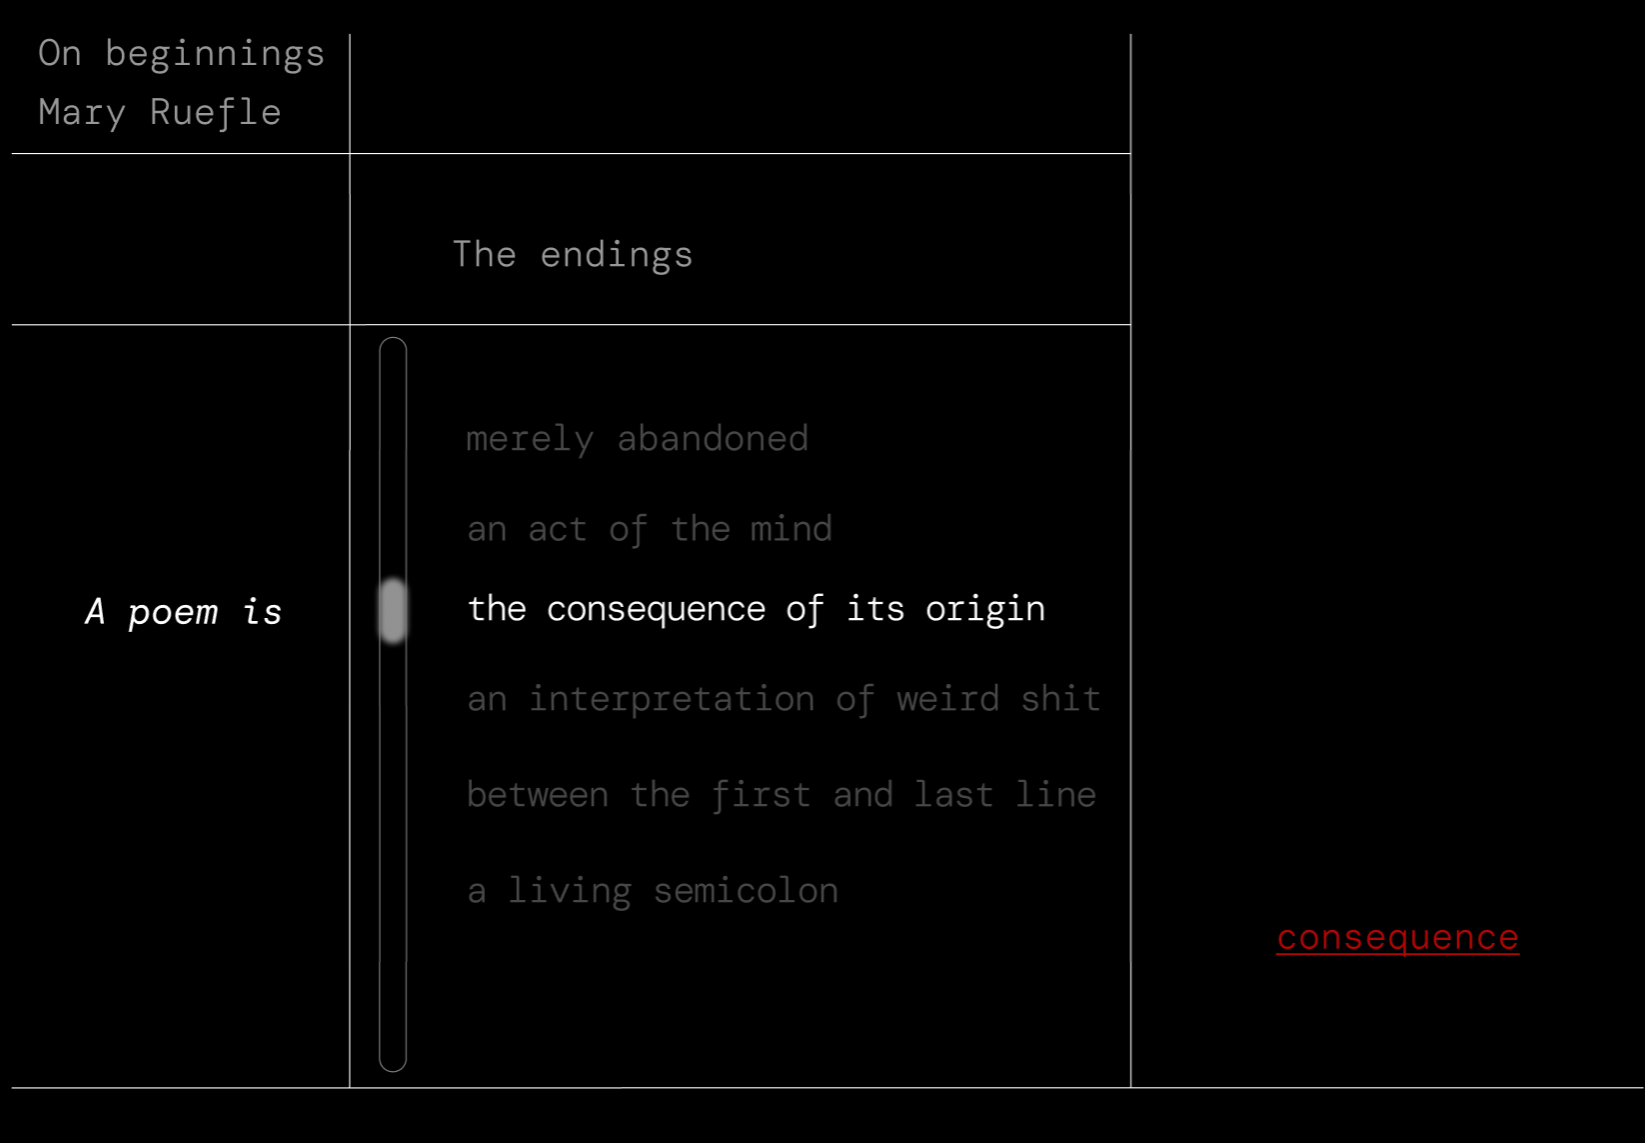 On beginnings
Mary Ruefle
The endings
merely abandoned
an act of the mind
A poem is
the consequence of its origin
an interpretation of weird shit
between the first and last line
a living semicolon
consequence